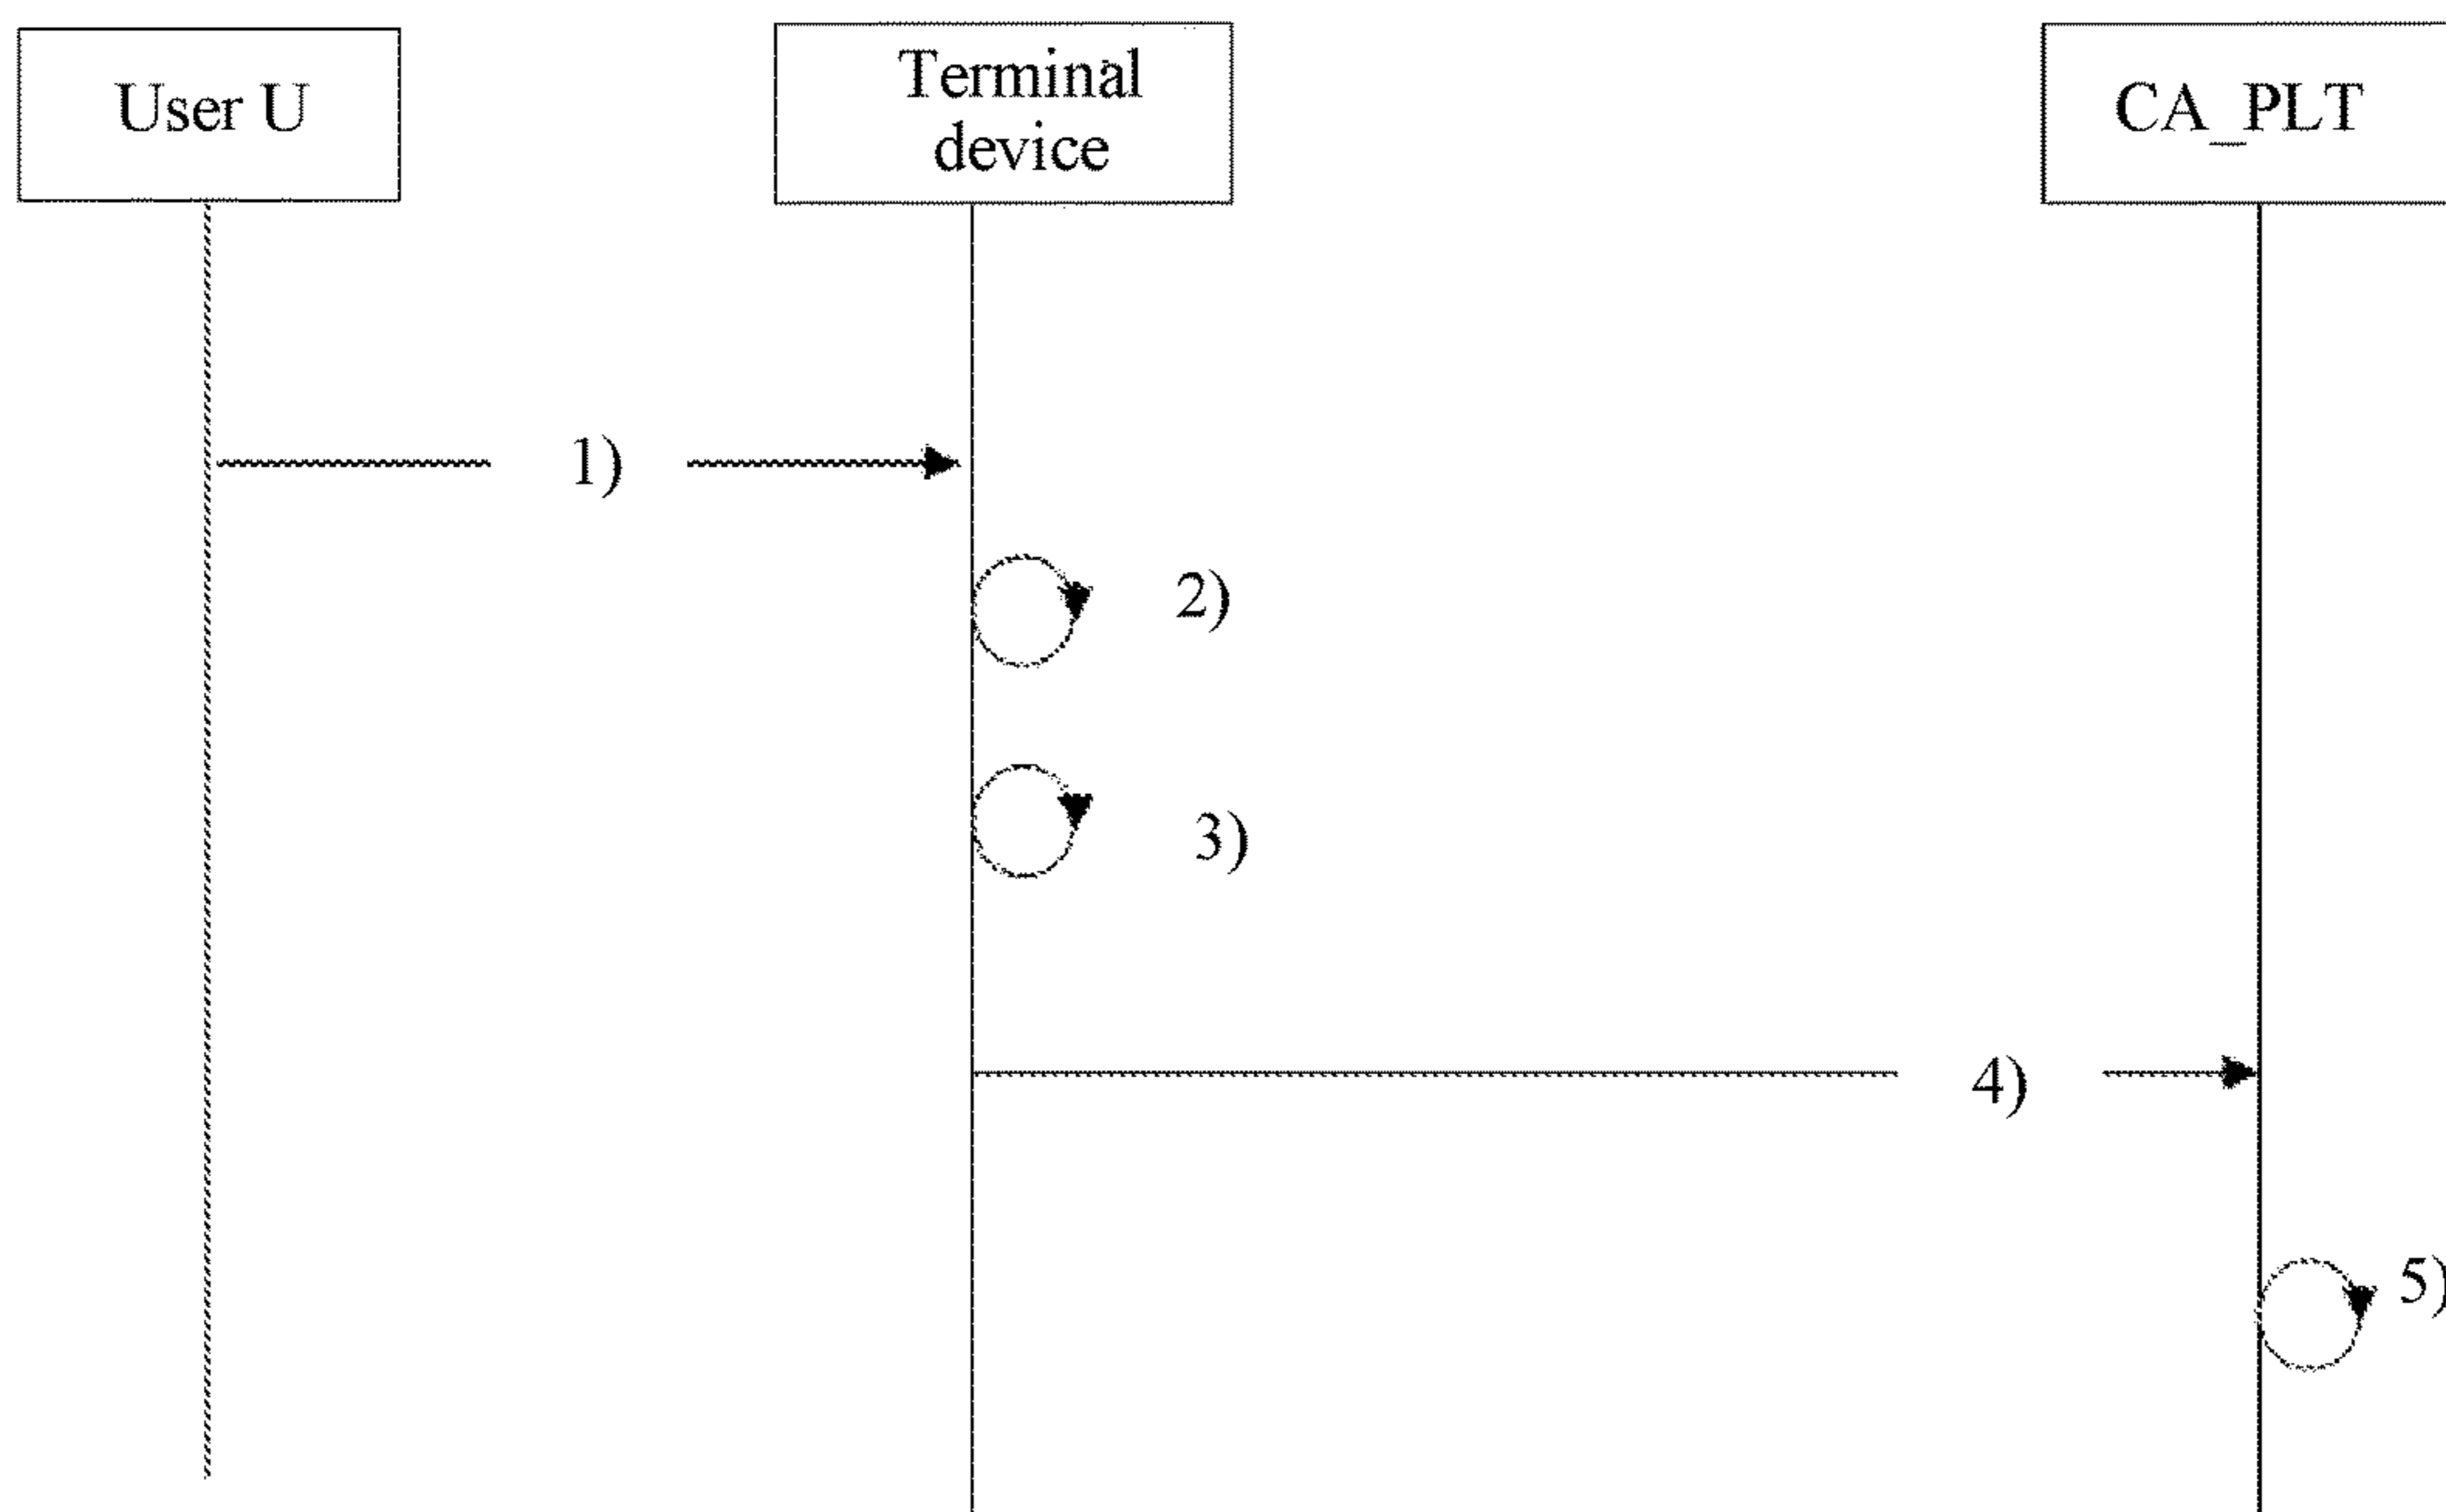 User U
Terminal
device
CA_PLT
1)
2)
3)
4)
5)